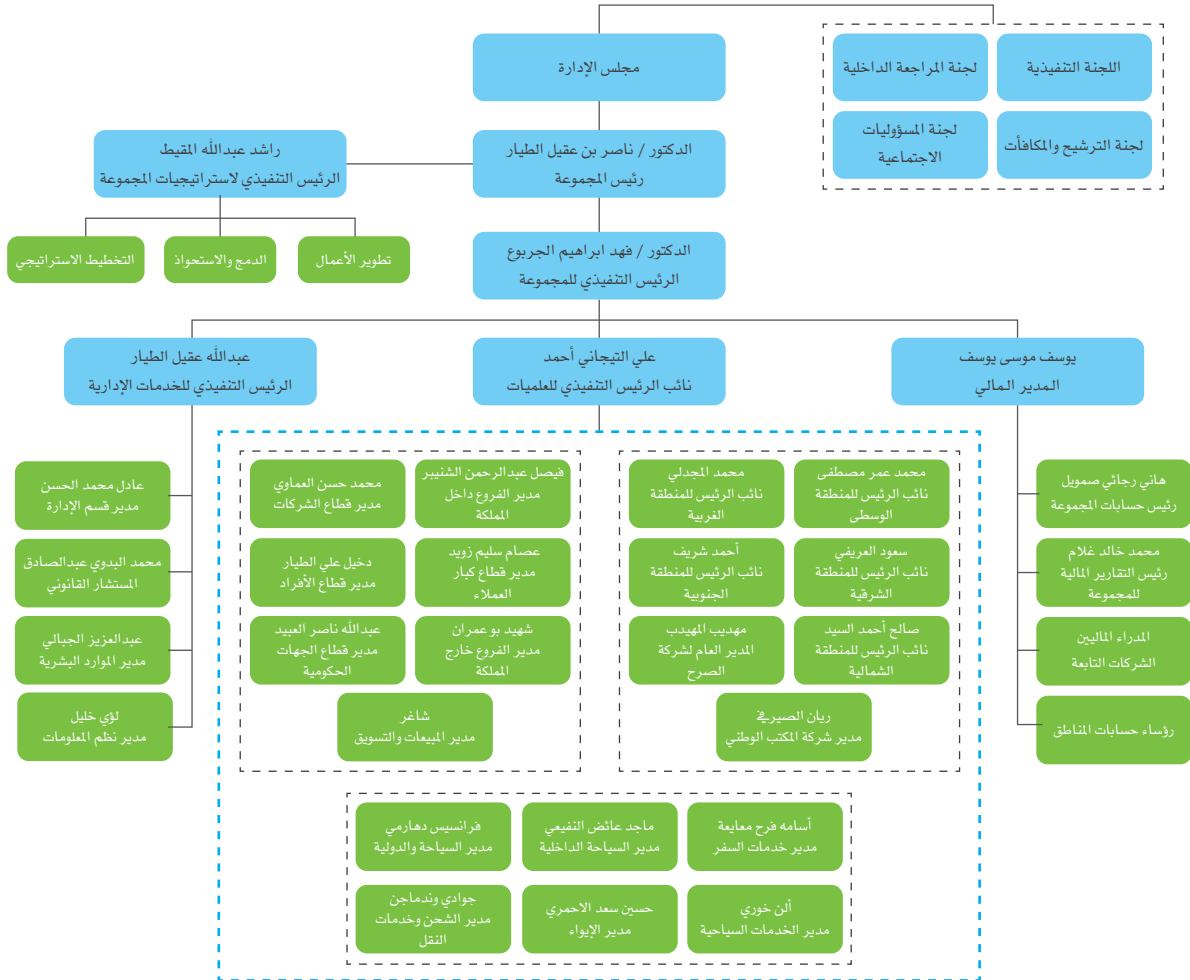 مجلس الإدارة
اللجنة التنفيذية
لجنة المراجعة الداخلية
لجنة الترشيح والمكافأت
لجنة المسؤوليات
الاجتماعية
الدكتور / ناصر بن عقيل الطيار
رئيس المجموعة
راشد عبدالله المقيط
الرئيس التنفيذي لاستراتيجيات المجموعة
تطوير الأعمال
الدمج والاستحواذ
التخطيط الاستراتيجي
الدكتور / فهد ابراهيم الجربوع
الرئيس التنفيذي للمجموعة
يوسف موسى يوسف
المدير المالي
علي التيجاني أحمد
نائب الرئيس التنفيذي للعلميات
عبدالله عقيل الطيار
الرئيس التنفيذي للخدمات الإدارية
هاني رجائي صمويل
رئيس حسابات المجموعة
محمد خالد غلام
رئيس التقارير المالية
للمجموعة
المدراء الماليين
الشركات التابعة
رؤساء حسابات المناطق
محمد عمر مصطفى
نائب الرئيس للمنطقة
الوسطى
محمد المجدلي
نائب الرئيس للمنطقة
الغربية
سعود العريفي
نائب الرئيس للمنطقة
الشرقية
أحمد شريف
نائب الرئيس للمنطقة
الجنوبية
صالح أحمد السيد
نائب الرئيس للمنطقة
الشمالية
مهديب المهيدب
المدير العام لشركة
الصرح
ريان الصيرفي
مدير شركة المكتب الوطني
فيصل عبدالرحمن الشنيبر
مدير الفروع داخل
المملكة
محمد حسن العماوي
مدير قطاع الشركات
عصام سليم زويد
مدير قطاع كبار
العملاء
دخيل علي الطيار
مدير قطاع الأفراد
شهيد بو عمران
مدير الفروع خارج
المملكة
عبدالله ناصر العبيد
مدير قطاع الجهات
الحكومية
شاغر
مدير المبيعات والتسويق
عادل محمد الحسن
مدير قسم الإدارة
محمد البدوي عبدالصادق
المستشار القانوني
عبدالعزيز الجبالي
مدير الموارد البشرية
لؤي خليل
مدير نظم المعلومات
أسامه فرح معايعة
مدير خدمات السفر
ماجد عائض النفيعي
مدير السياحة الداخلية
فرانسيس دهارمي
مدير السياحة والدولية
ألن خوري
مدير الخدمات السياحية
حسين سعد الاحمري
مدير الإيواء
جوادي وندماجن
مدير الشحن وخدمات
النقل